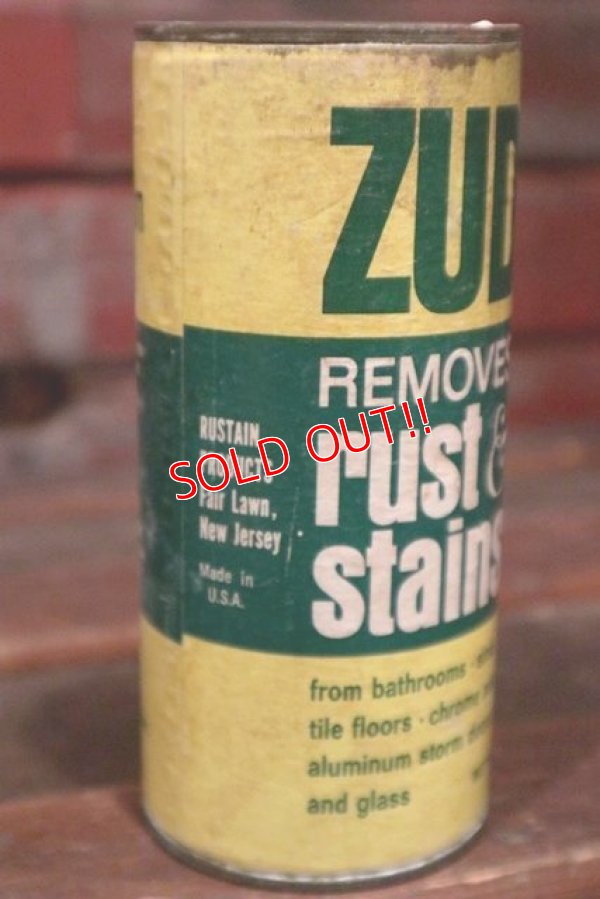 ZUD
REMOVES
rust &
stains
RUSTAIN
PRODUCTS
Fair Lawn,
New Jersey
Made in
U.S.A.
SOLD OUT!!
from bathrooms
tile floors · chrome
aluminum storm
and glass